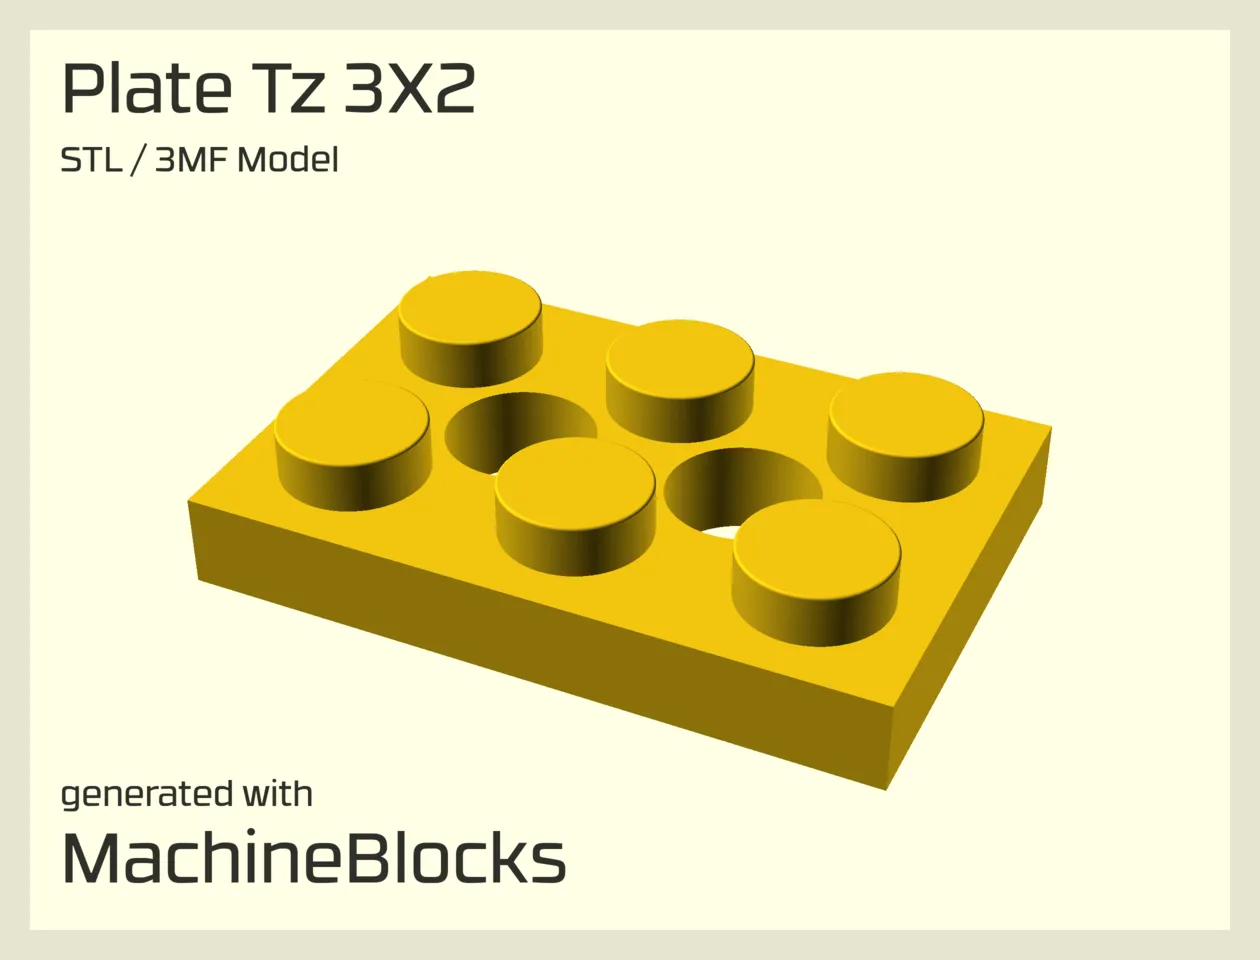 Plate Tz 3X2
STL / 3MF Model
generated with
MachineBlocks